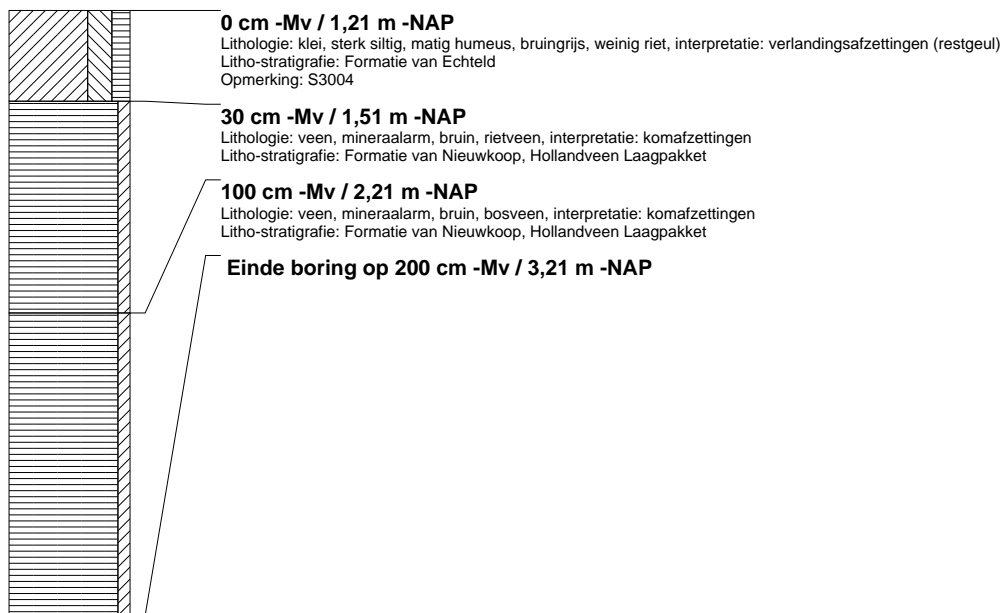 0 cm -Mv / 1,21 m -NAP
Lithologie: klei, sterk siltig, matig humeus, bruingrijs, weinig riet, interpretatie: verlandingsafzettingen (restgeul)
Litho-stratigrafie: Formatie van Echteld
Opmerking: S3004
30 cm -Mv / 1,51 m -NAP
Lithologie: veen, mineraalarm, bruin, rietveen, interpretatie: komafzettingen
Litho-stratigrafie: Formatie van Nieuwkoop, Hollandveen Laagpakket
100 cm -Mv / 2,21 m -NAP
Lithologie: veen, mineraalarm, bruin, bosveen, interpretatie: komafzettingen
Litho-stratigrafie: Formatie van Nieuwkoop, Hollandveen Laagpakket
Einde boring op 200 cm -Mv / 3,21 m -NAP